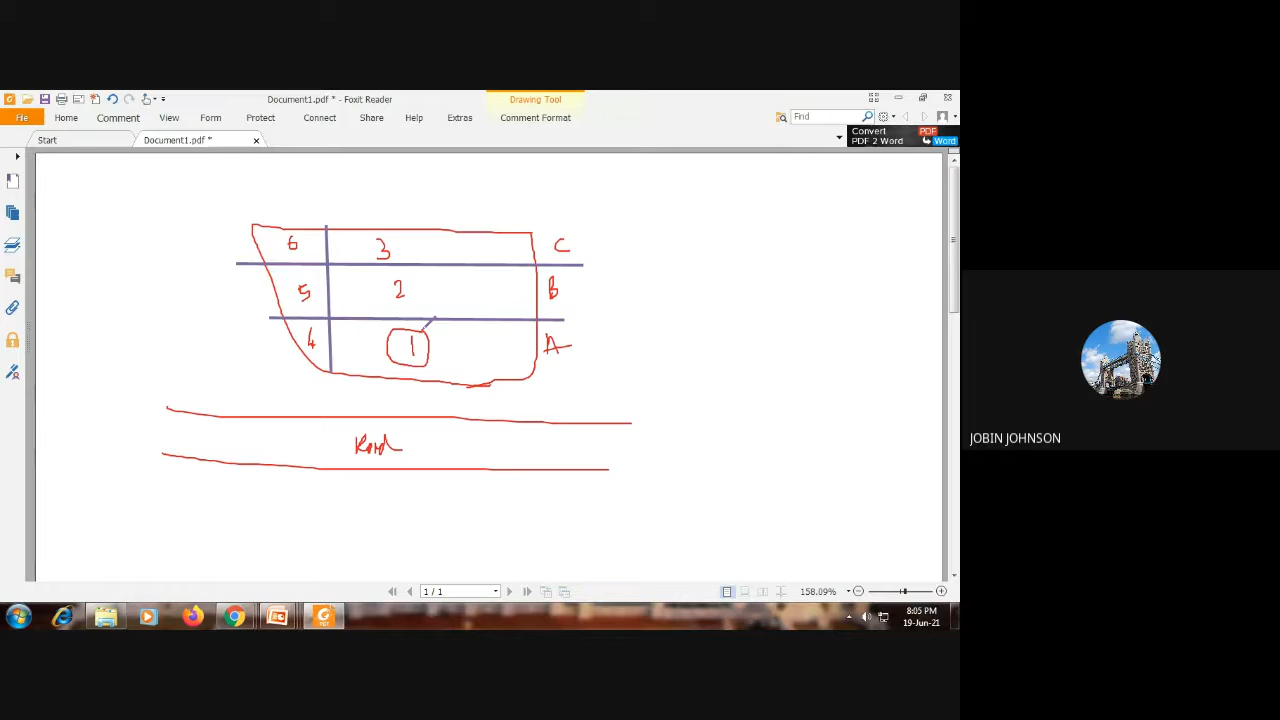 Document1.pdf * - Foxit Reader
Drawing Tool
File Home Comment View Form Protect Connect Share Help Extras Comment Format
Find
Start
Document1.pdf *
Convert PDF
PDF 2 Word Word
6 3 C
5 2 B
4 1 A
Road
JOBIN JOHNSON
1 / 1
158.09%
8:05 PM
19-Jun-21